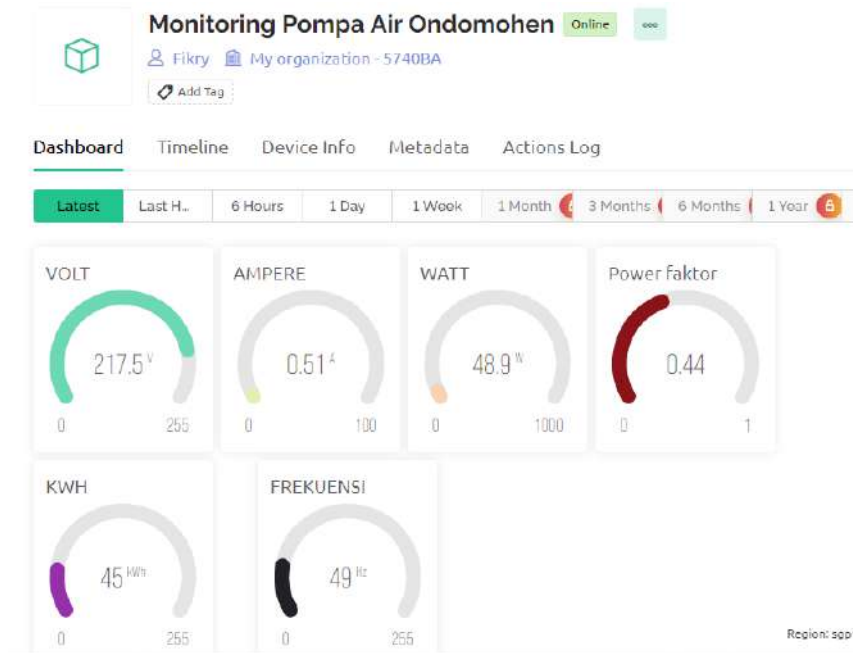 Monitoring Pompa Air Ondomohen Online
Fikry My organization - 5740BA
Add Tag
Dashboard Timeline Device Info Metadata Actions Log
Latest Last H... 6 Hours 1 Day 1 Week 1 Month 3 Months 6 Months 1 Year
VOLT AMPERE WATT Power faktor
217.5 V 0.51 A 48.9 W 0.44
0 255 0 100 0 1000 0 1
KWH FREKUENSI
45 kWh 49 Hz
0 255 0 255
Region: sgp